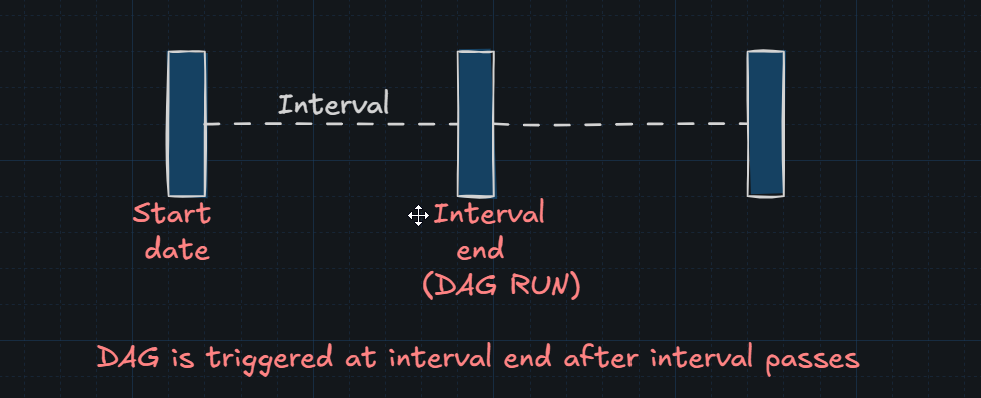 Interval
Start
date
Interval
end
(DAG RUN)
DAG is triggered at interval end after interval passes